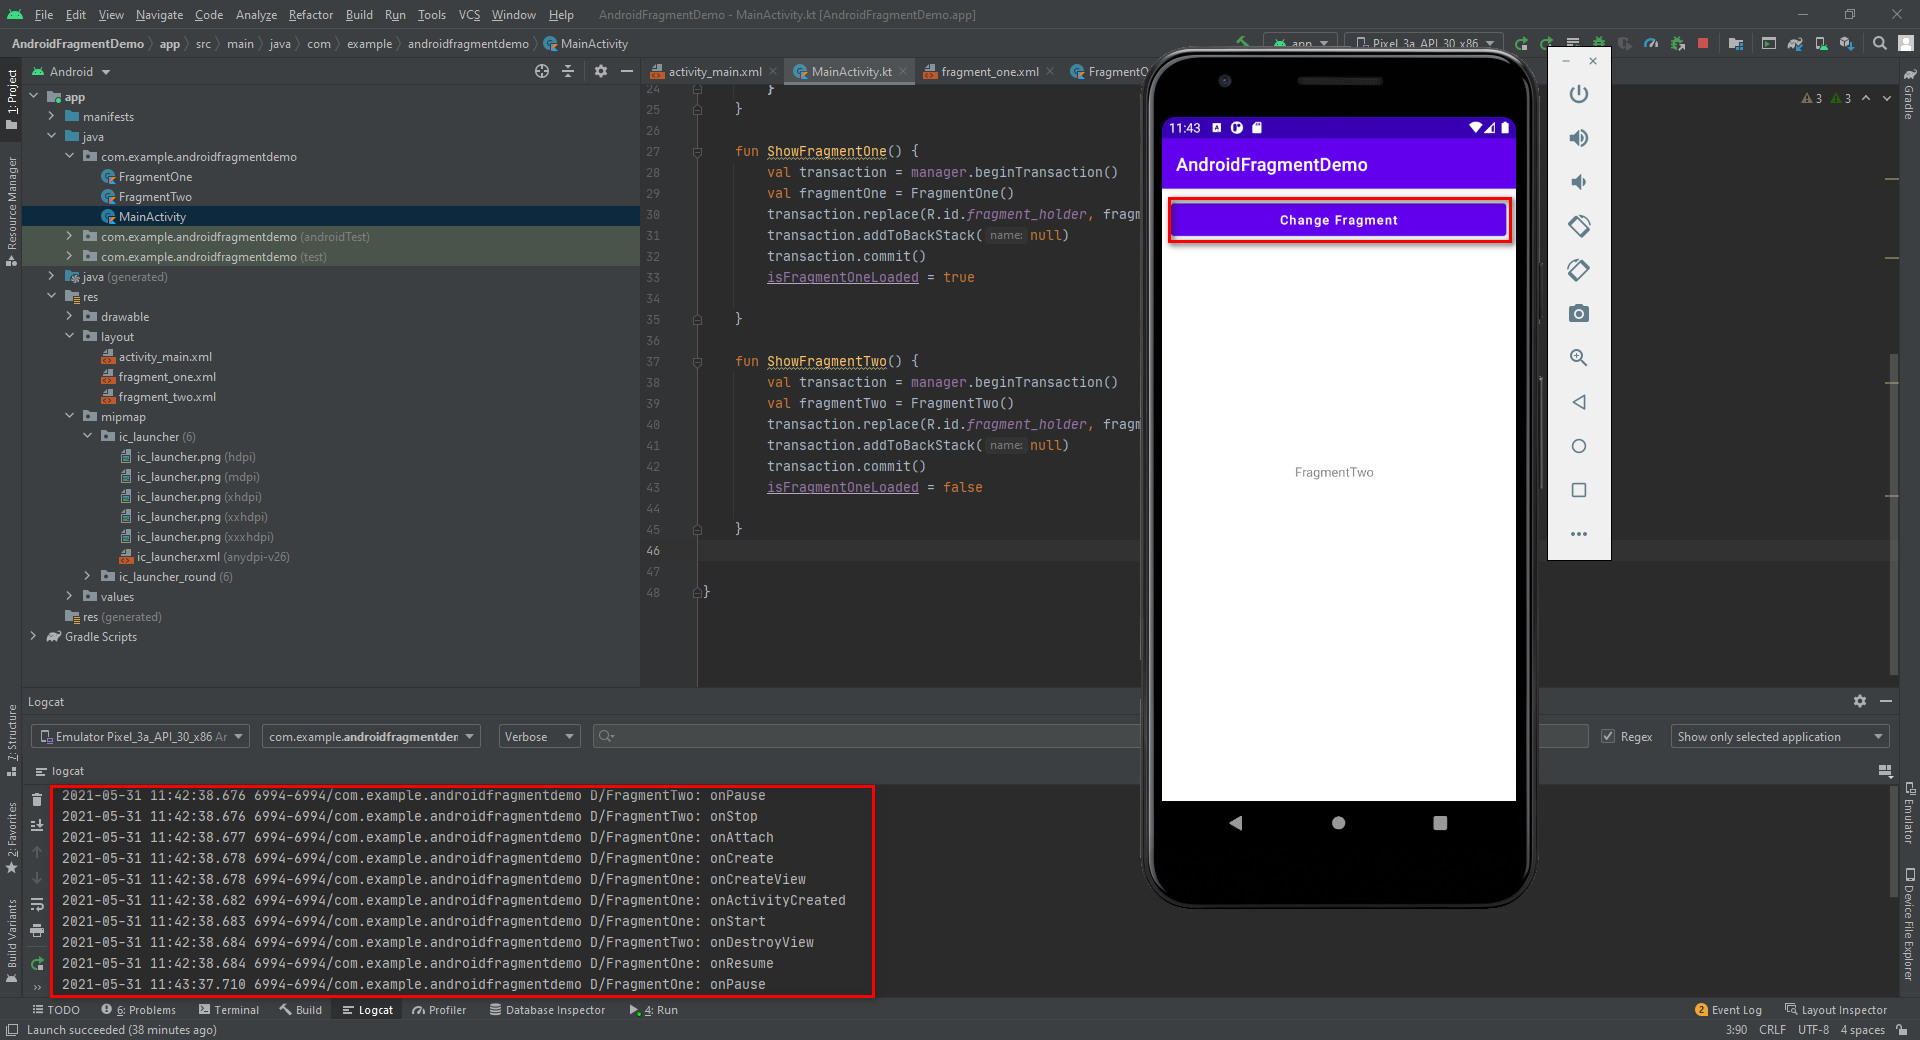 File Edit View Navigate Code Analyze Refactor Build Run Tools VCS Window Help AndroidFragmentDemo - MainActivity.kt [AndroidFragmentDemo.app]
AndroidFragmentDemo app src main java com example androidfragmentdemo MainActivity app Pixel_3a_API_30_x86
1: Project
Resource Manager
7: Structure
2: Favorites
Build Variants
Android
app
manifests
java
com.example.androidfragmentdemo
FragmentOne
FragmentTwo
MainActivity
com.example.androidfragmentdemo (androidTest)
com.example.androidfragmentdemo (test)
java (generated)
res
drawable
layout
activity_main.xml
fragment_one.xml
fragment_two.xml
mipmap
ic_launcher (6)
ic_launcher.png (hdpi)
ic_launcher.png (mdpi)
ic_launcher.png (xhdpi)
ic_launcher.png (xxhdpi)
ic_launcher.png (xxxhdpi)
ic_launcher.xml (anydpi-v26)
ic_launcher_round (6)
values
res (generated)
Gradle Scripts
activity_main.xml MainActivity.kt fragment_one.xml FragmentO
24 }
25 }
26
27 fun ShowFragmentOne() {
28 val transaction = manager.beginTransaction()
29 val fragmentOne = FragmentOne()
30 transaction.replace(R.id.fragment_holder, fragm
31 transaction.addToBackStack( name: null)
32 transaction.commit()
33 isFragmentOneLoaded = true
34
35 }
36
37 fun ShowFragmentTwo() {
38 val transaction = manager.beginTransaction()
39 val fragmentTwo = FragmentTwo()
40 transaction.replace(R.id.fragment_holder, fragm
41 transaction.addToBackStack( name: null)
42 transaction.commit()
43 isFragmentOneLoaded = false
44
45 }
46
47
48 }
3 3
11:43
AndroidFragmentDemo
Change Fragment
FragmentTwo
Gradle
Emulator
Device File Explorer
Logcat
Emulator Pixel_3a_API_30_x86 Ar com.example.androidfragmentder Verbose Regex Show only selected application
logcat
2021-05-31 11:42:38.676 6994-6994/com.example.androidfragmentdemo D/FragmentTwo: onPause
2021-05-31 11:42:38.676 6994-6994/com.example.androidfragmentdemo D/FragmentTwo: onStop
2021-05-31 11:42:38.677 6994-6994/com.example.androidfragmentdemo D/FragmentOne: onAttach
2021-05-31 11:42:38.678 6994-6994/com.example.androidfragmentdemo D/FragmentOne: onCreate
2021-05-31 11:42:38.678 6994-6994/com.example.androidfragmentdemo D/FragmentOne: onCreateView
2021-05-31 11:42:38.682 6994-6994/com.example.androidfragmentdemo D/FragmentOne: onActivityCreated
2021-05-31 11:42:38.683 6994-6994/com.example.androidfragmentdemo D/FragmentOne: onStart
2021-05-31 11:42:38.684 6994-6994/com.example.androidfragmentdemo D/FragmentTwo: onDestroyView
2021-05-31 11:42:38.684 6994-6994/com.example.androidfragmentdemo D/FragmentOne: onResume
2021-05-31 11:43:37.710 6994-6994/com.example.androidfragmentdemo D/FragmentOne: onPause
TODO 6: Problems Terminal Build Logcat Profiler Database Inspector 4: Run 2 Event Log Layout Inspector
Launch succeeded (38 minutes ago) 3:90 CRLF UTF-8 4 spaces